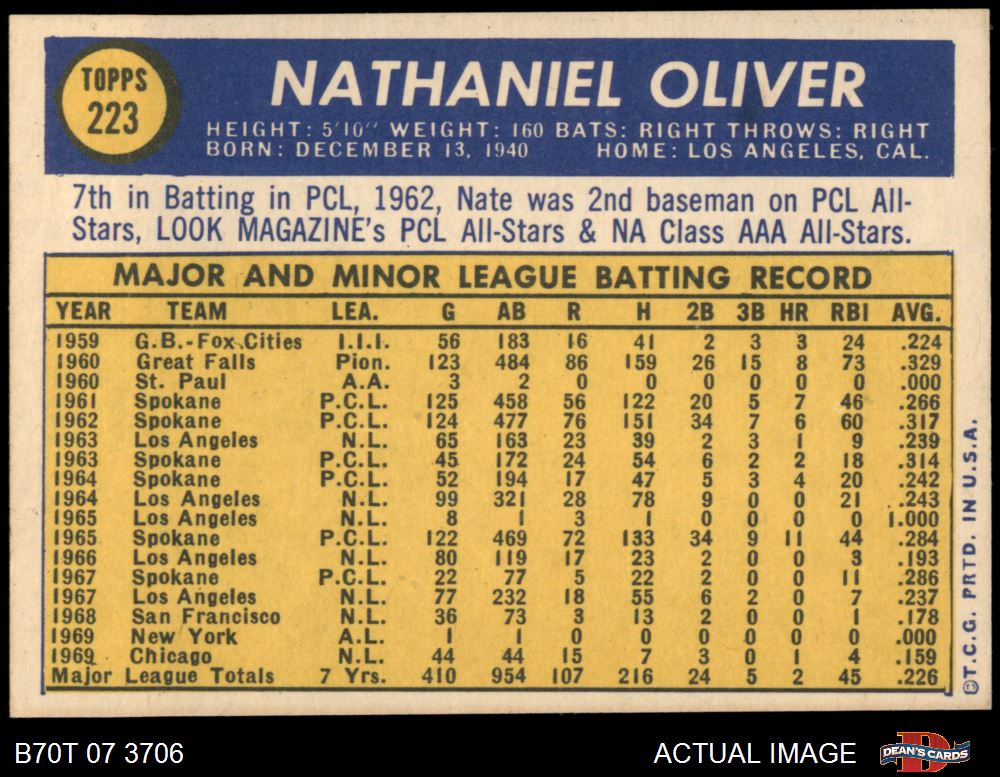 TOPPS
223
NATHANIEL OLIVER
HEIGHT: 5'10" WEIGHT: 160 BATS: RIGHT THROWS: RIGHT
BORN: DECEMBER 13, 1940 HOME: LOS ANGELES, CAL.
7th in Batting in PCL, 1962, Nate was 2nd baseman on PCL All-
Stars, LOOK MAGAZINE's PCL All-Stars & NA Class AAA All-Stars.
MAJOR AND MINOR LEAGUE BATTING RECORD
YEAR TEAM LEA. G AB R H 2B 3B HR RBI AVG.
1959 G.B.-Fox Cities I.I.I. 56 183 16 41 2 3 3 24 .224
1960 Great Falls Pion. 123 484 86 159 26 15 8 73 .329
1960 St. Paul A.A. 3 2 0 0 0 0 0 0 .000
1961 Spokane P.C.L. 125 458 56 122 20 5 7 46 .266
1962 Spokane P.C.L. 124 477 76 151 34 7 6 60 .317
1963 Los Angeles N.L. 65 163 23 39 2 3 1 9 .239
1963 Spokane P.C.L. 45 172 24 54 6 2 2 18 .314
1964 Spokane P.C.L. 52 194 17 47 5 3 4 20 .242
1964 Los Angeles N.L. 99 321 28 78 9 0 0 21 .243
1965 Los Angeles N.L. 8 1 3 1 0 0 0 0 1.000
1965 Spokane P.C.L. 122 469 72 133 34 9 11 44 .284
1966 Los Angeles N.L. 80 119 17 23 2 0 0 3 .193
1967 Spokane P.C.L. 22 77 5 22 2 0 0 11 .286
1967 Los Angeles N.L. 77 232 18 55 6 2 0 7 .237
1968 San Francisco N.L. 36 73 3 13 2 0 0 1 .178
1969 New York A.L. 1 1 0 0 0 0 0 0 .000
1969 Chicago N.L. 44 44 15 7 3 0 1 4 .159
Major League Totals 7 Yrs. 410 954 107 216 24 5 2 45 .226
©T.C.G. PRTD. IN U.S.A.
B70T 07 3706
ACTUAL IMAGE
DEAN'S CARDS